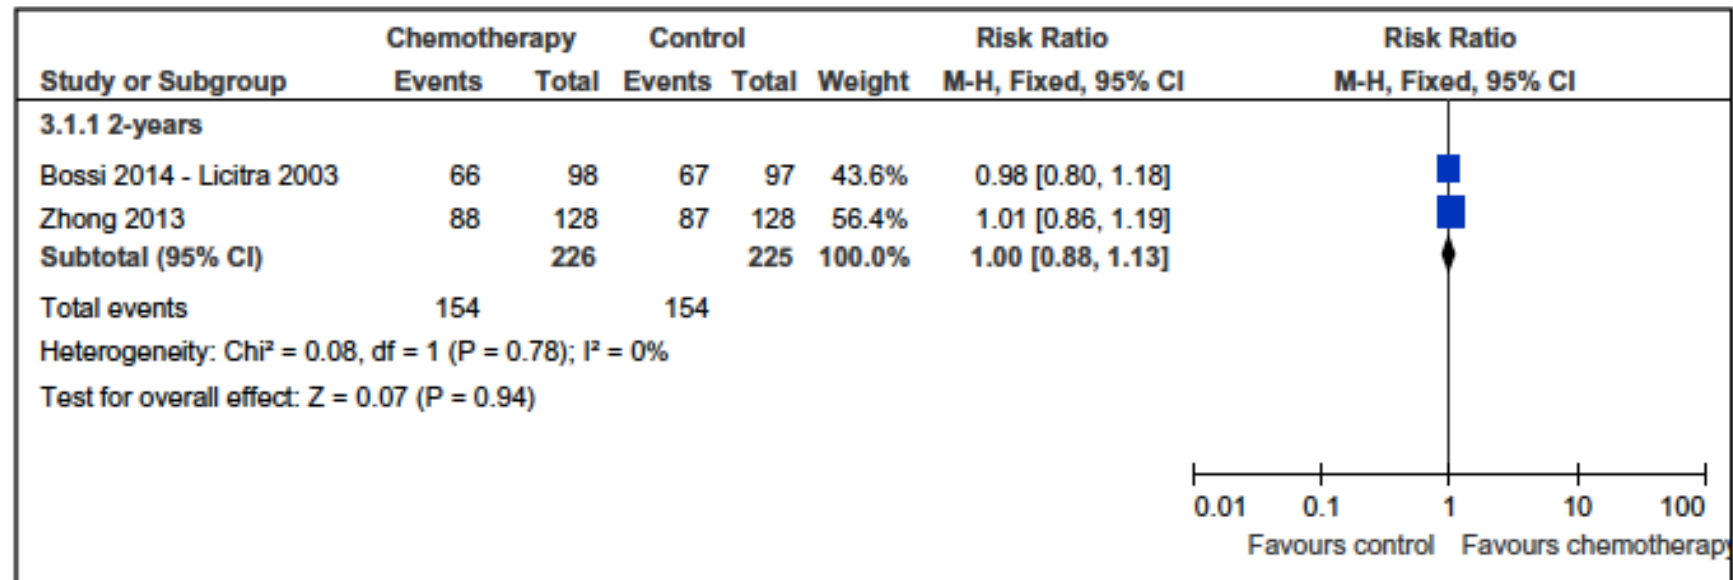 Chemotherapy Control Risk Ratio Risk Ratio
Study or Subgroup Events Total Events Total Weight M-H, Fixed, 95% CI M-H, Fixed, 95% CI
3.1.1 2-years
Bossi 2014 - Licitra 2003 66 98 67 97 43.6% 0.98 [0.80, 1.18]
Zhong 2013 88 128 87 128 56.4% 1.01 [0.86, 1.19]
Subtotal (95% CI) 226 225 100.0% 1.00 [0.88, 1.13]
Total events 154 154
Heterogeneity: Chi² = 0.08, df = 1 (P = 0.78); I² = 0%
Test for overall effect: Z = 0.07 (P = 0.94)
0.01 0.1 1 10 100
Favours control Favours chemotherapy